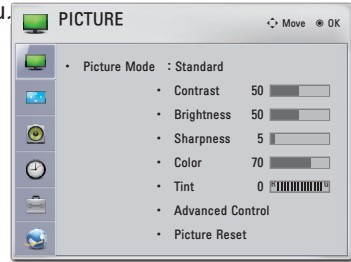 u.
PICTURE
Move OK
• Picture Mode : Standard
• Contrast 50
• Brightness 50
• Sharpness 5
• Color 70
• Tint 0 R G
• Advanced Control
• Picture Reset